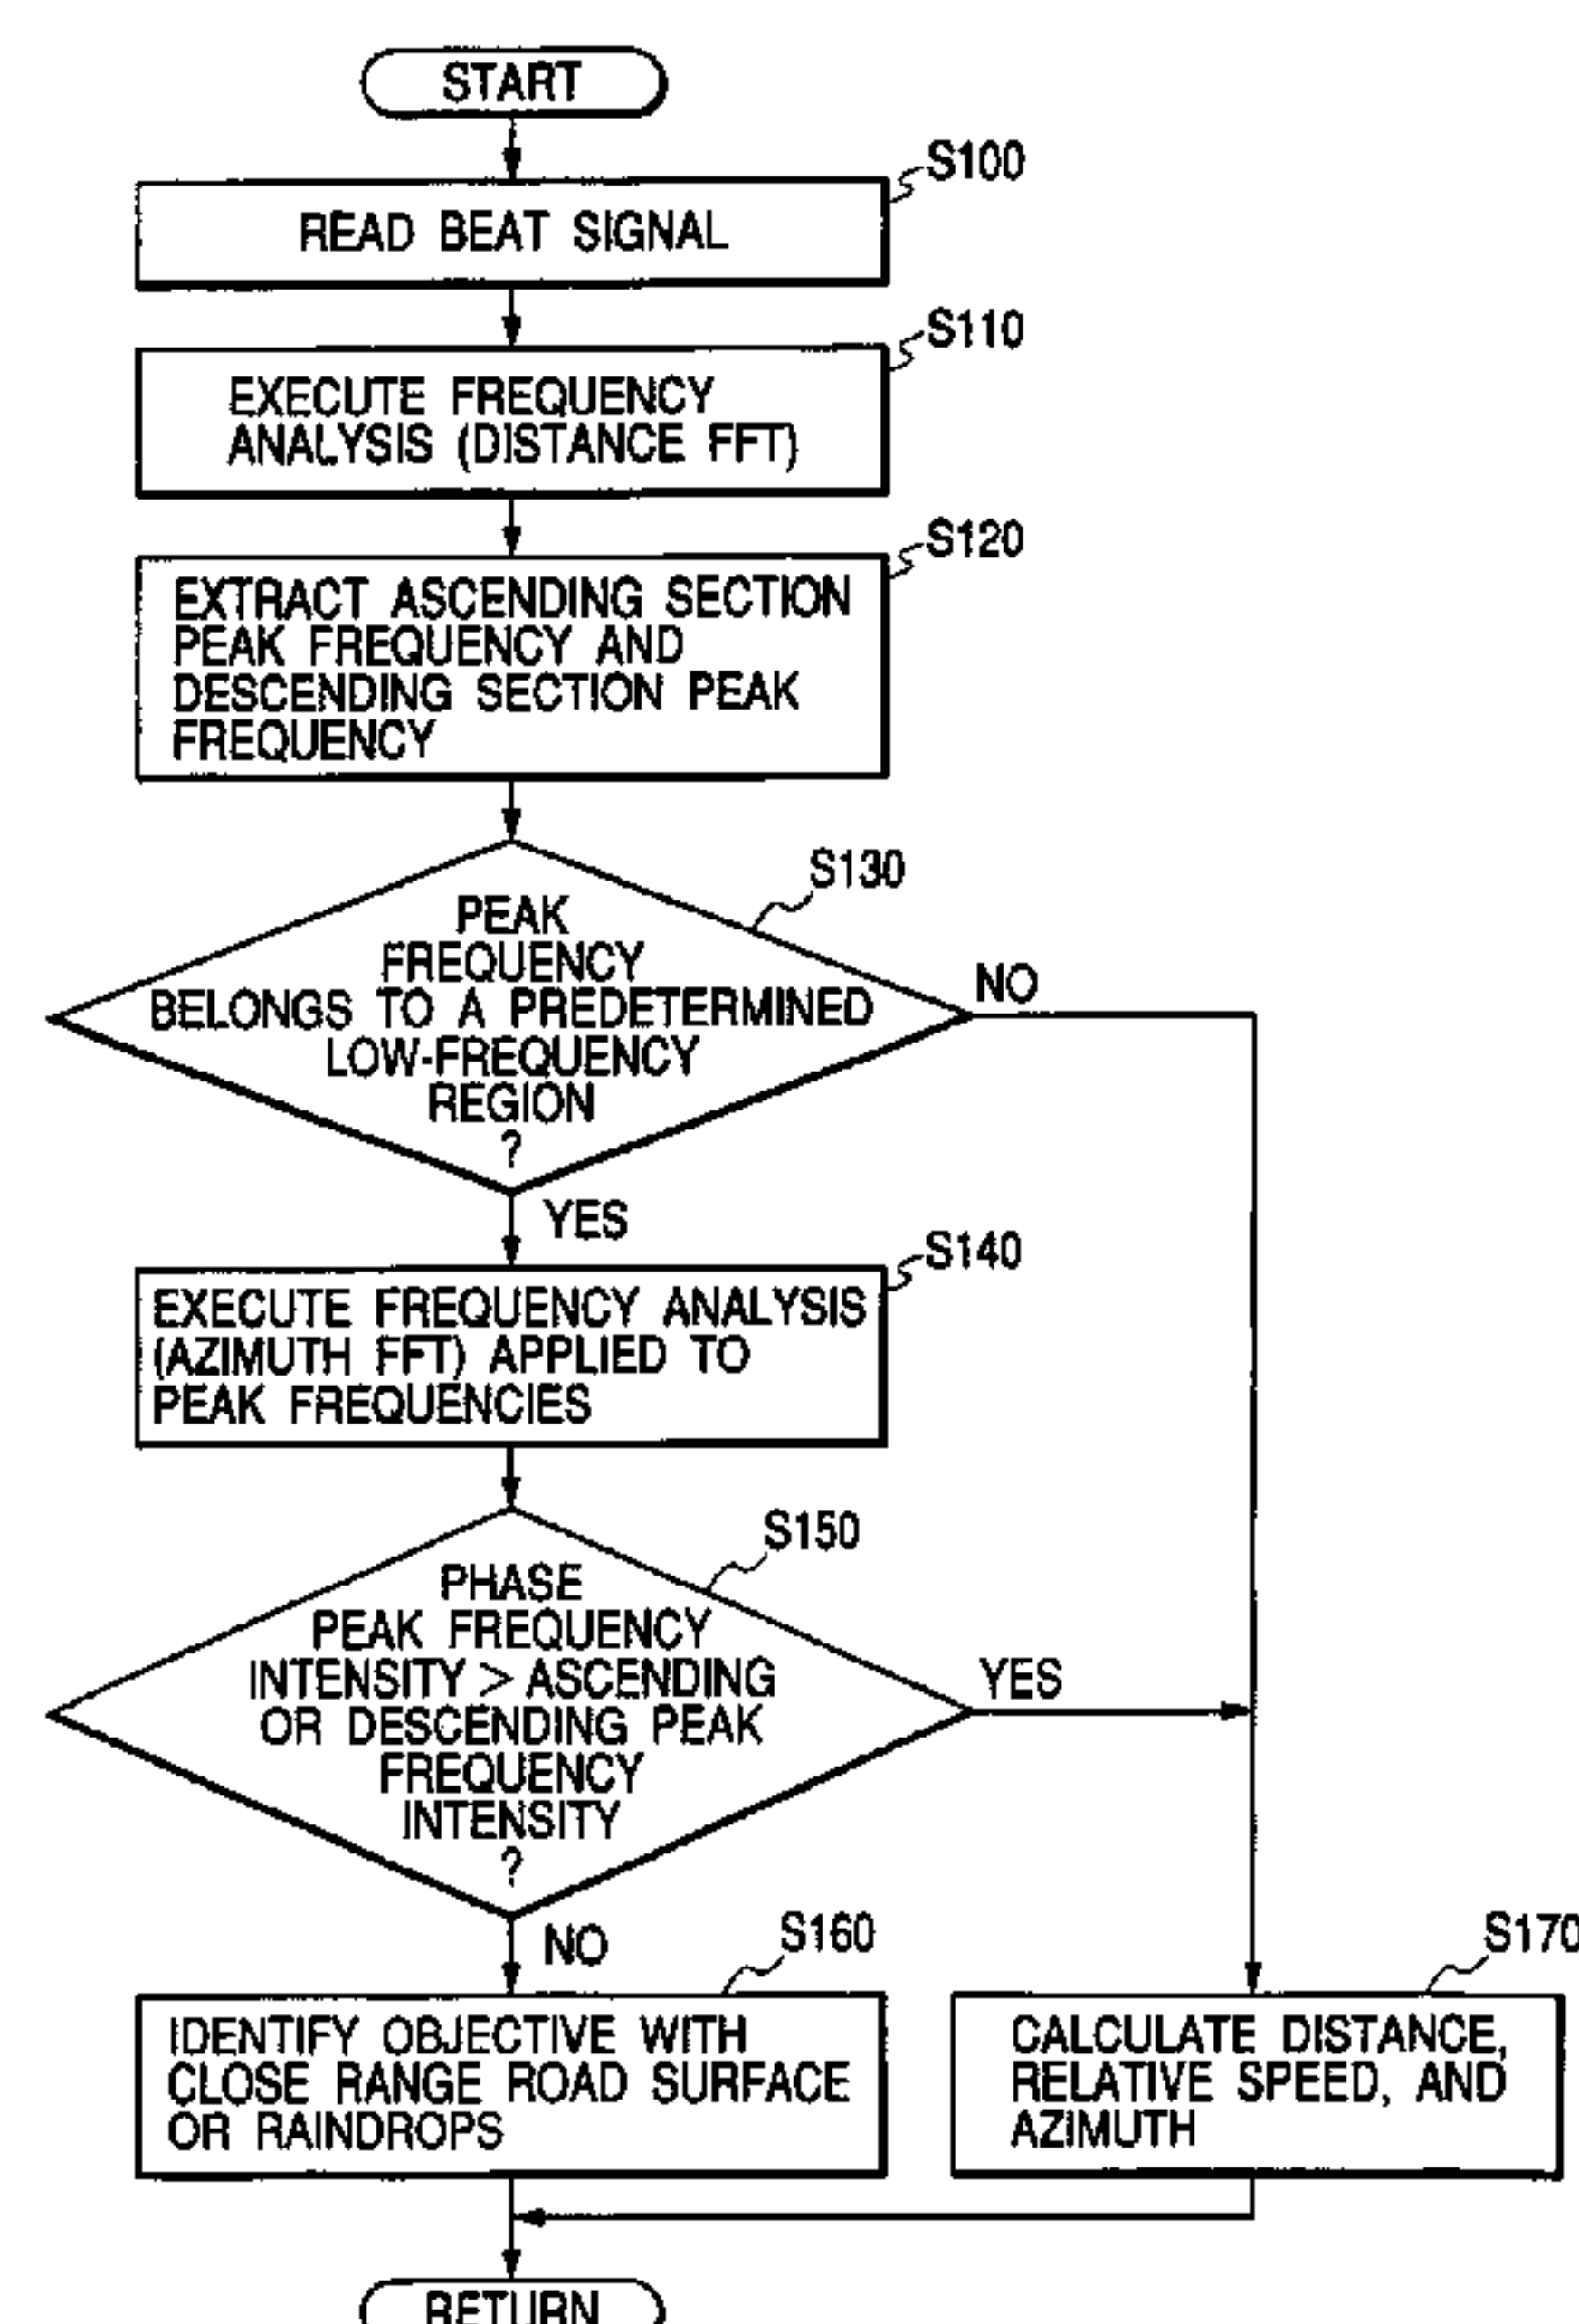 START
S100
READ BEAT SIGNAL
S110
EXECUTE FREQUENCY
ANALYSIS (DISTANCE FFT)
S120
EXTRACT ASCENDING SECTION
PEAK FREQUENCY AND
DESCENDING SECTION PEAK
FREQUENCY
S130
PEAK
FREQUENCY
BELONGS TO A PREDETERMINED
LOW-FREQUENCY
REGION
?
NO
YES
S140
EXECUTE FREQUENCY ANALYSIS
(AZIMUTH FFT) APPLIED TO
PEAK FREQUENCIES
S150
PHASE
PEAK FREQUENCY
INTENSITY > ASCENDING
OR DESCENDING PEAK
FREQUENCY
INTENSITY
?
YES
NO
S160
IDENTIFY OBJECTIVE WITH
CLOSE RANGE ROAD SURFACE
OR RAINDROPS
S170
CALCULATE DISTANCE,
RELATIVE SPEED, AND
AZIMUTH
RETURN